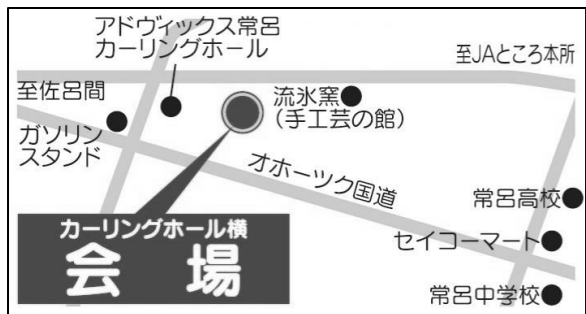 アドヴィックス常呂
カーリングホール
至JAところ本所
至佐呂間
流氷窯
(手工芸の館)
ガソリン
スタンド
オホーツク国道
常呂高校
カーリングホール横
会場
セイコーマート
常呂中学校